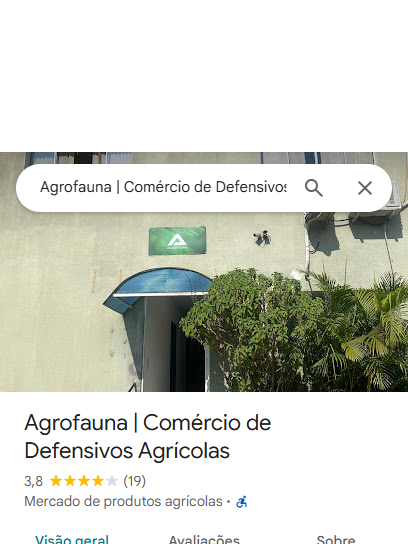 Agrofauna | Comércio de Defensivos
Agrofauna | Comércio de
Defensivos Agrícolas
3,8 (19)
Mercado de produtos agrícolas ·
Visão geral Avaliações Sobre